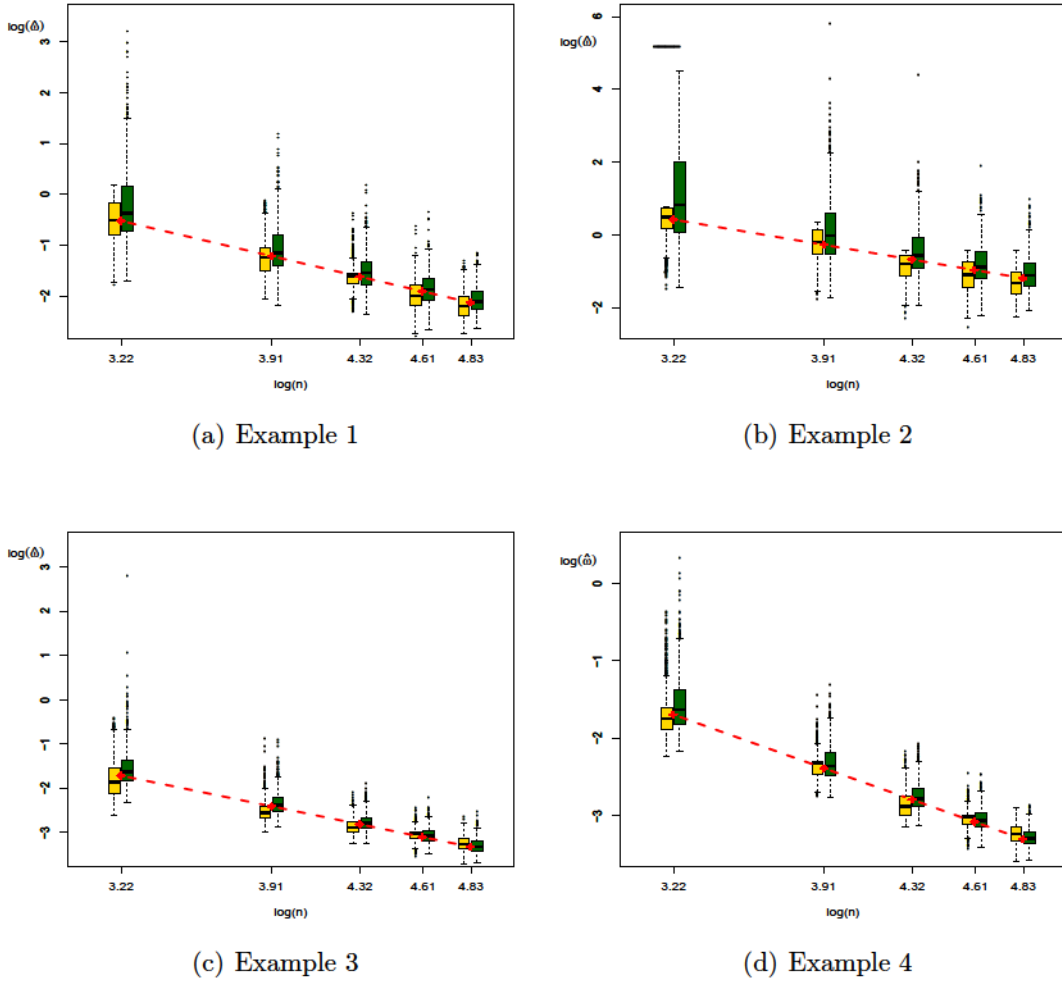 log(ω̂)
3
2
1
0
-1
-2
3.22 3.91 4.32 4.61 4.83
log(n)
(a) Example 1
log(ω̂)
6
4
2
0
-2
3.22 3.91 4.32 4.61 4.83
log(n)
(b) Example 2
log(ω̂)
3
2
1
0
-1
-2
-3
3.22 3.91 4.32 4.61 4.83
log(n)
(c) Example 3
log(ω̂)
0
-1
-2
-3
3.22 3.91 4.32 4.61 4.83
log(n)
(d) Example 4